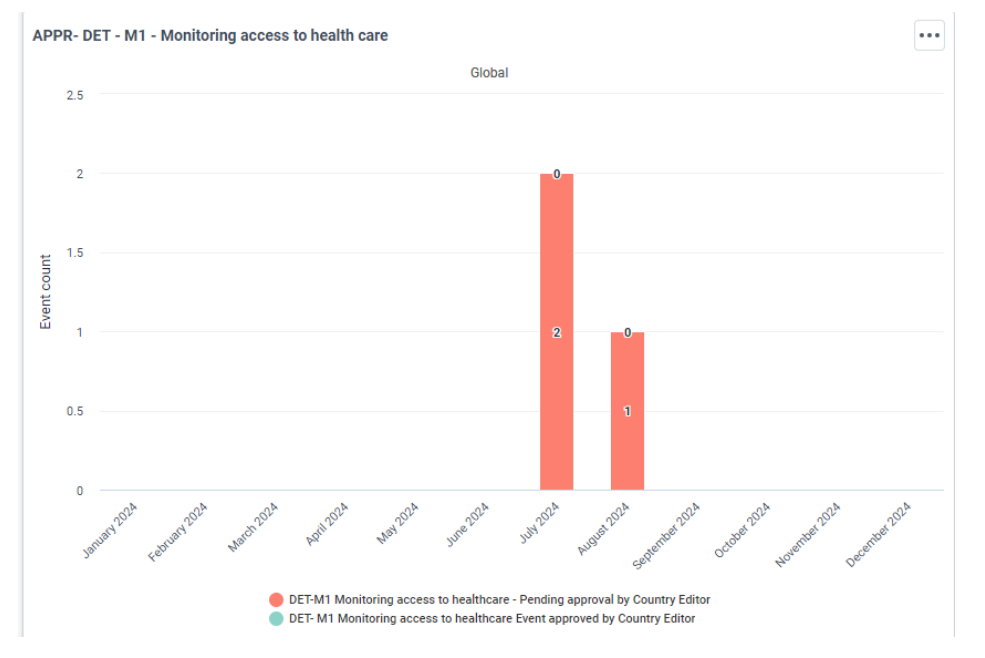 APPR- DET - M1 - Monitoring access to health care
Global
2.5
2
1.5
1
0.5
0
Event count
0
2
0
1
January 2024
February 2024
March 2024
April 2024
May 2024
June 2024
July 2024
August 2024
September 2024
October 2024
November 2024
December 2024
DET-M1 Monitoring access to healthcare - Pending approval by Country Editor
DET- M1 Monitoring access to healthcare Event approved by Country Editor